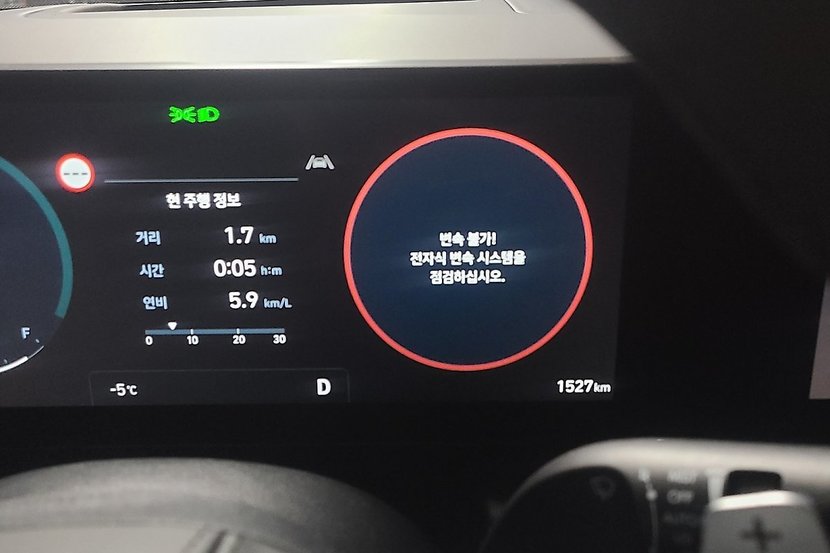 현 주행 정보
거리 1.7 km
시간 0:05 h:m
연비 5.9 km/L
0 10 20 30
F
-5℃ D
변속 불가!
전자식 변속 시스템을
점검하십시오.
1527km
OFF